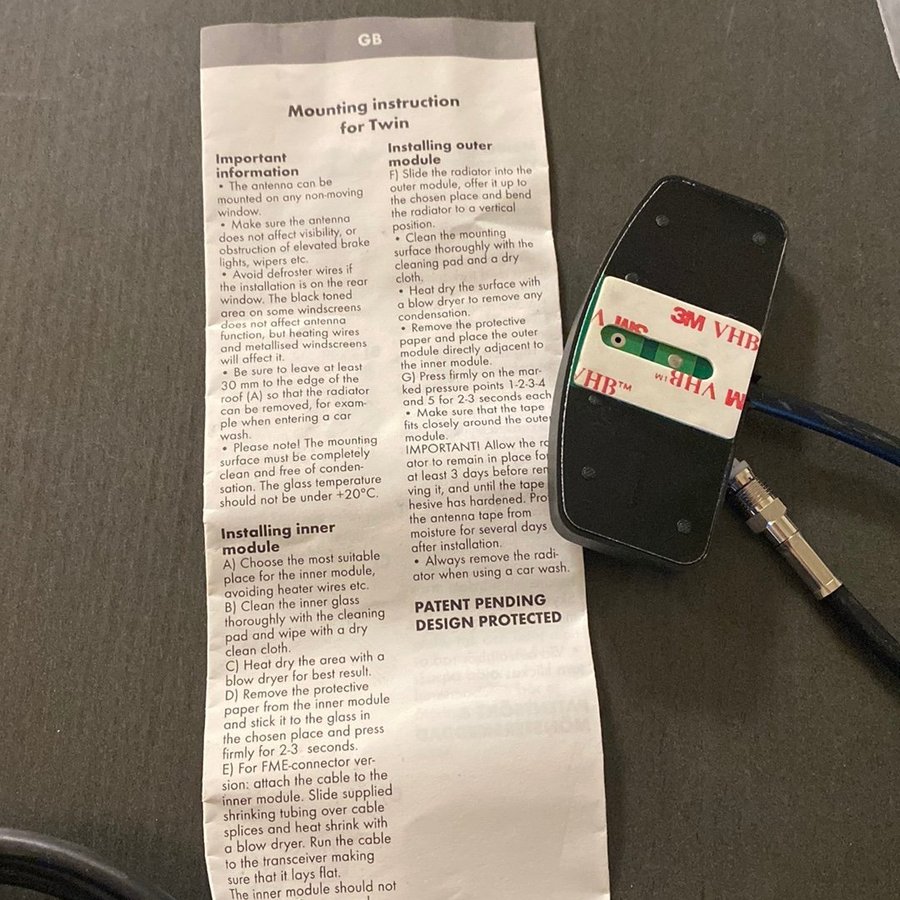 GB
Mounting instruction
for Twin
Important
information
• The antenna can be
mounted on any non-moving
window.
• Make sure the antenna
does not affect visibility, or
obstruction of elevated brake
lights, wipers etc.
• Avoid defroster wires if
the installation is on the rear
window. The black toned
area on some windscreens
does not affect antenna
function, but heating wires
and metallised windscreens
will affect it.
• Be sure to leave at least
30 mm to the edge of the
roof (A) so that the radiator
can be removed, for exam-
ple when entering a car
wash.
• Please note! The mounting
surface must be completely
clean and free of conden-
sation. The glass temperature
should not be under +20°C.
Installing inner
module
A) Choose the most suitable
place for the inner module,
avoiding heater wires etc.
B) Clean the inner glass
thoroughly with the cleaning
pad and wipe with a dry
clean cloth.
C) Heat dry the area with a
blow dryer for best result.
D) Remove the protective
paper from the inner module
and stick it to the glass in
the chosen place and press
firmly for 2-3 seconds.
E) For FME-connector ver-
sion: attach the cable to the
inner module. Slide supplied
shrinking tubing over cable
splices and heat shrink with
a blow dryer. Run the cable
to the transceiver making
sure that it lays flat.
The inner module should not
Installing outer
module
F) Slide the radiator into the
outer module, offer it up to
the chosen place and bend
the radiator to a vertical
position.
• Clean the mounting
surface thoroughly with the
cleaning pad and a dry
cloth.
• Heat dry the surface with
a blow dryer to remove any
condensation.
• Remove the protective
paper and place the outer
module directly adjacent to
the inner module.
G) Press firmly on the mar-
ked pressure points 1-2-3-4
and 5 for 2-3 seconds each
• Make sure that the tape
fits closely around the outer
module.
IMPORTANT! Allow the
ator to remain in place
at least 3 days before
ving it, and until the tape
hesive has hardened.
the antenna tape from
moisture for several days
after installation.
• Always remove the radi-
ator when using a car wash.
PATENT PENDING
DESIGN PROTECTED
3M VHB
VHB™
VHB™
3M